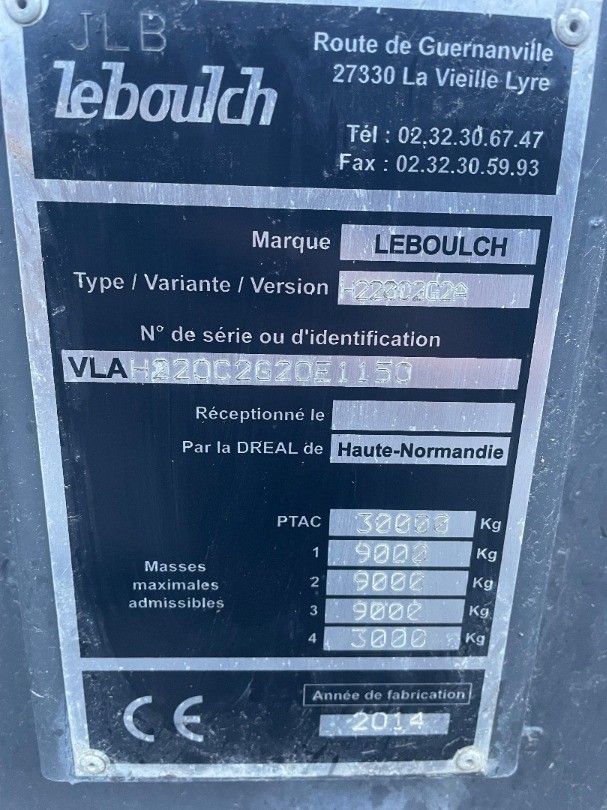 JLB
leboulch
Route de Guernanville
27330 La Vieille Lyre
Tél : 02.32.30.67.47
Fax : 02.32.30.59.93
Marque LEBOULCH
Type / Variante / Version H220C2G2A
N° de série ou d'identification
VLAH220C2G20E1150
Réceptionné le
Par la DREAL de Haute-Normandie
PTAC 30000 Kg
Masses maximales admissibles
1 9000 Kg
2 9000 Kg
3 9000 Kg
4 3000 Kg
CE
Année de fabrication
2014